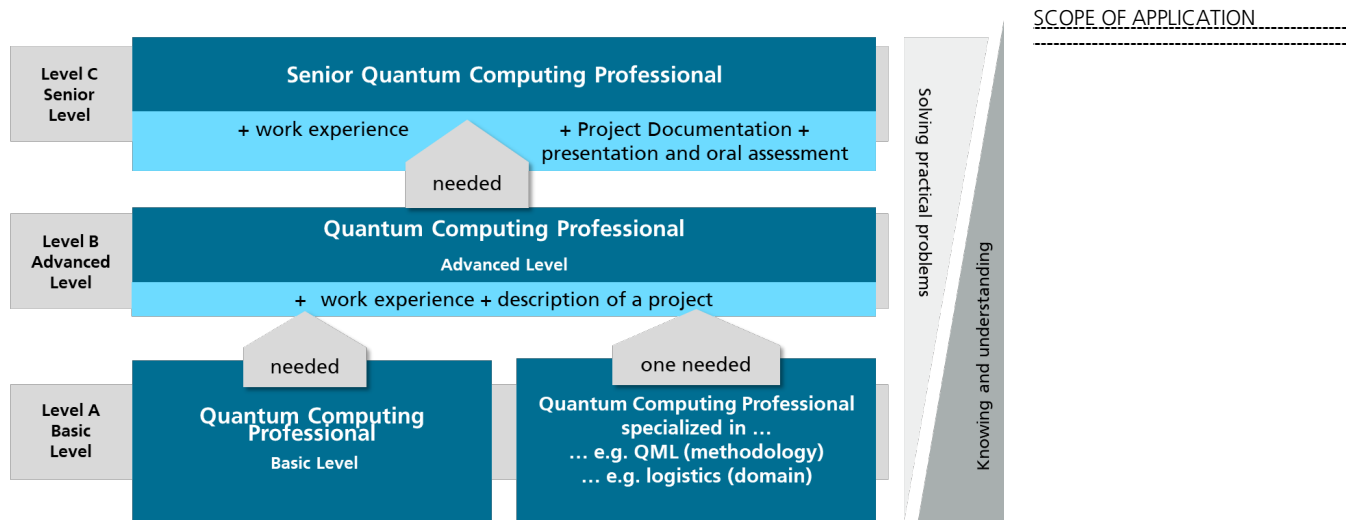 SCOPE OF APPLICATION
Level C
Senior
Level
Senior Quantum Computing Professional
+ work experience
+ Project Documentation +
presentation and oral assessment
needed
Level B
Advanced
Level
Quantum Computing Professional
Advanced Level
+ work experience + description of a project
needed
one needed
Level A
Basic
Level
Quantum Computing
Professional
Basic Level
Quantum Computing Professional
specialized in …
… e.g. QML (methodology)
… e.g. logistics (domain)
Solving practical problems
Knowing and understanding